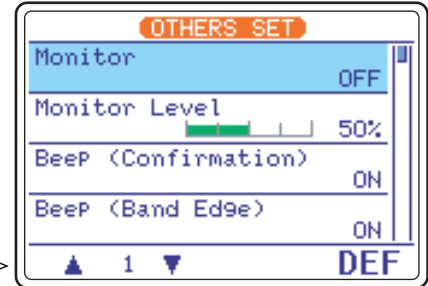 OTHERS SET
Monitor
OFF
Monitor Level
50%
Beep (Confirmation)
ON
Beep (Band Edge)
ON
▲ 1 ▼ DEF